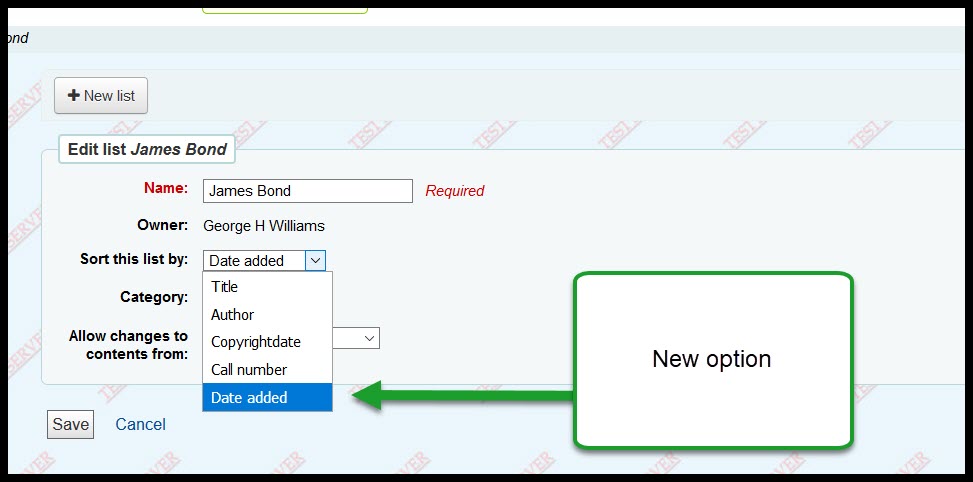 ond
New list
Edit list James Bond
Name: James Bond Required
Owner: George H Williams
Sort this list by: Date added
Title
Category:
Author
Allow changes to
contents from:
Copyrightdate
Call number
Date added
New option
Save Cancel
TEST
SERVER